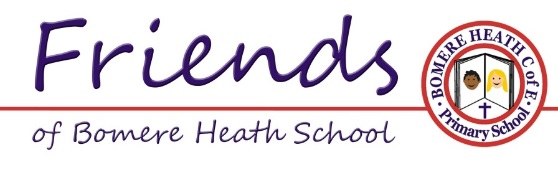 Friends
of Bomere Heath School
BOMERE HEATH C of E
Primary School